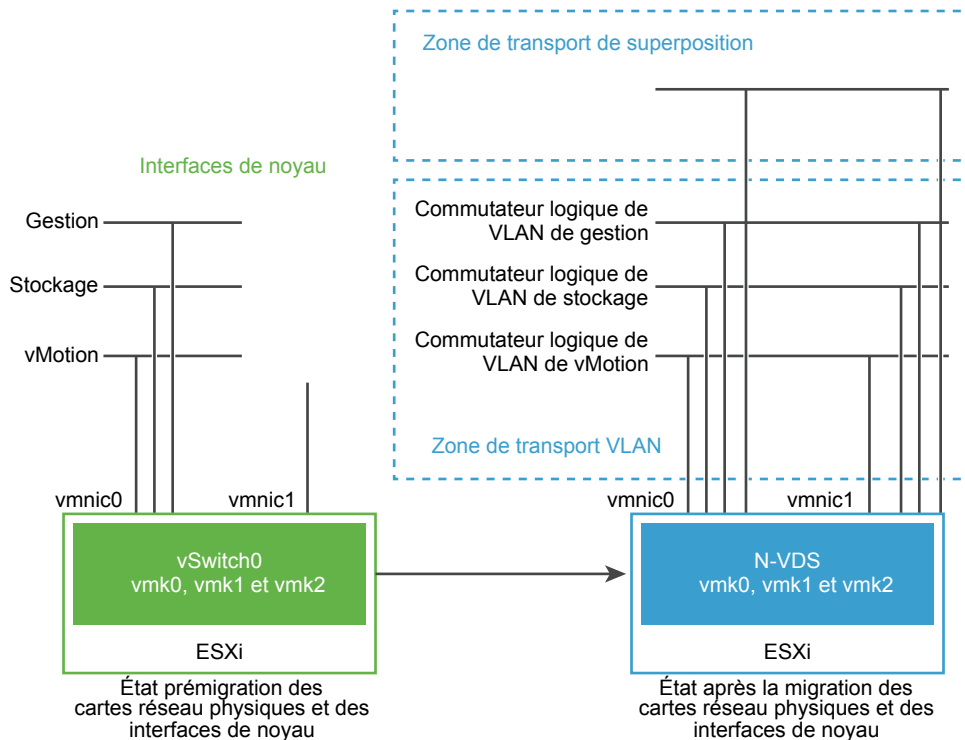 Zone de transport de superposition
Interfaces de noyau
Gestion
Stockage
vMotion
Commutateur logique de
VLAN de gestion
Commutateur logique de
VLAN de stockage
Commutateur logique de
VLAN de vMotion
Zone de transport VLAN
vmnic0
vmnic1
vmnic0
vmnic1
vSwitch0
vmk0, vmk1 et vmk2
ESXi
N-VDS
vmk0, vmk1 et vmk2
ESXi
État prémigration des
cartes réseau physiques et des
interfaces de noyau
État après la migration des
cartes réseau physiques et des
interfaces de noyau